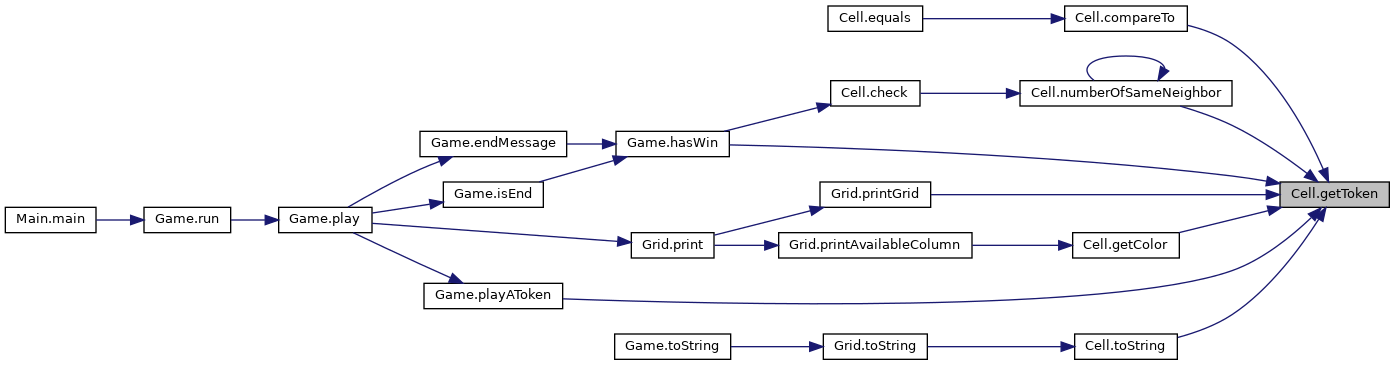 Cell.equals
Cell.compareTo
Cell.check
Cell.numberOfSameNeighbor
Game.endMessage
Game.hasWin
Game.isEnd
Grid.printGrid
Cell.getToken
Main.main
Game.run
Game.play
Grid.print
Grid.printAvailableColumn
Cell.getColor
Game.playAToken
Game.toString
Grid.toString
Cell.toString